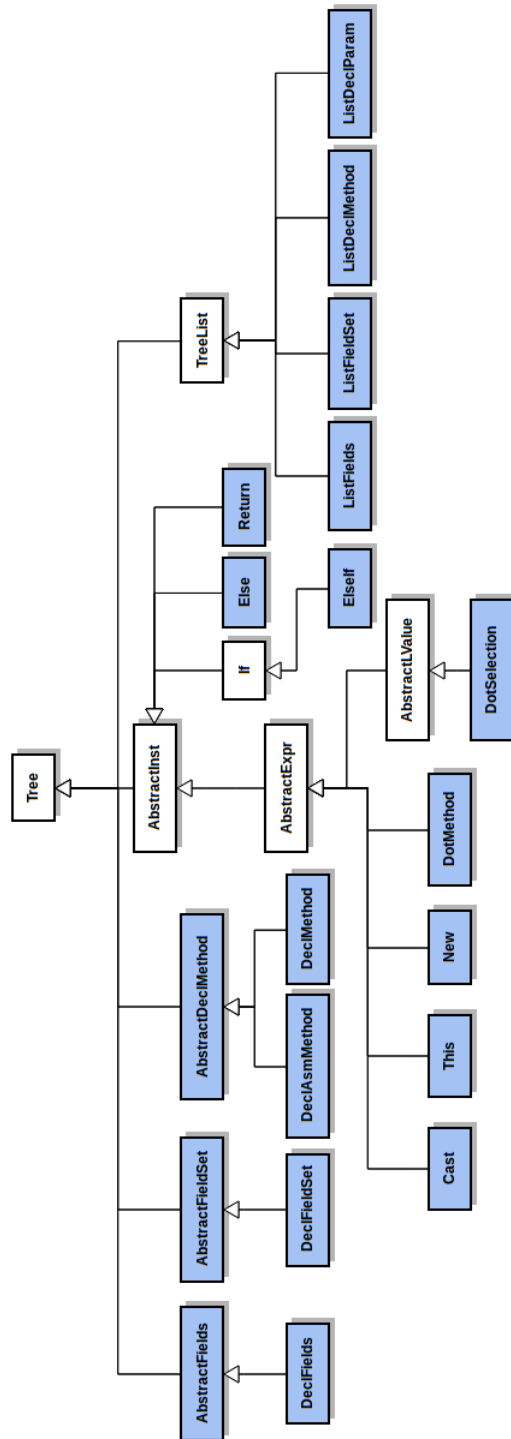 Tree
AbstractFields
AbstractFieldSet
AbstractDeclMethod
AbstractInst
TreeList
DeclFields
DeclFieldSet
DeclAsmMethod
DeclMethod
AbstractExpr
If
Else
Return
ElseIf
ListFields
ListFieldSet
ListDeclMethod
ListDeclParam
Cast
This
New
DotMethod
AbstractLValue
DotSelection